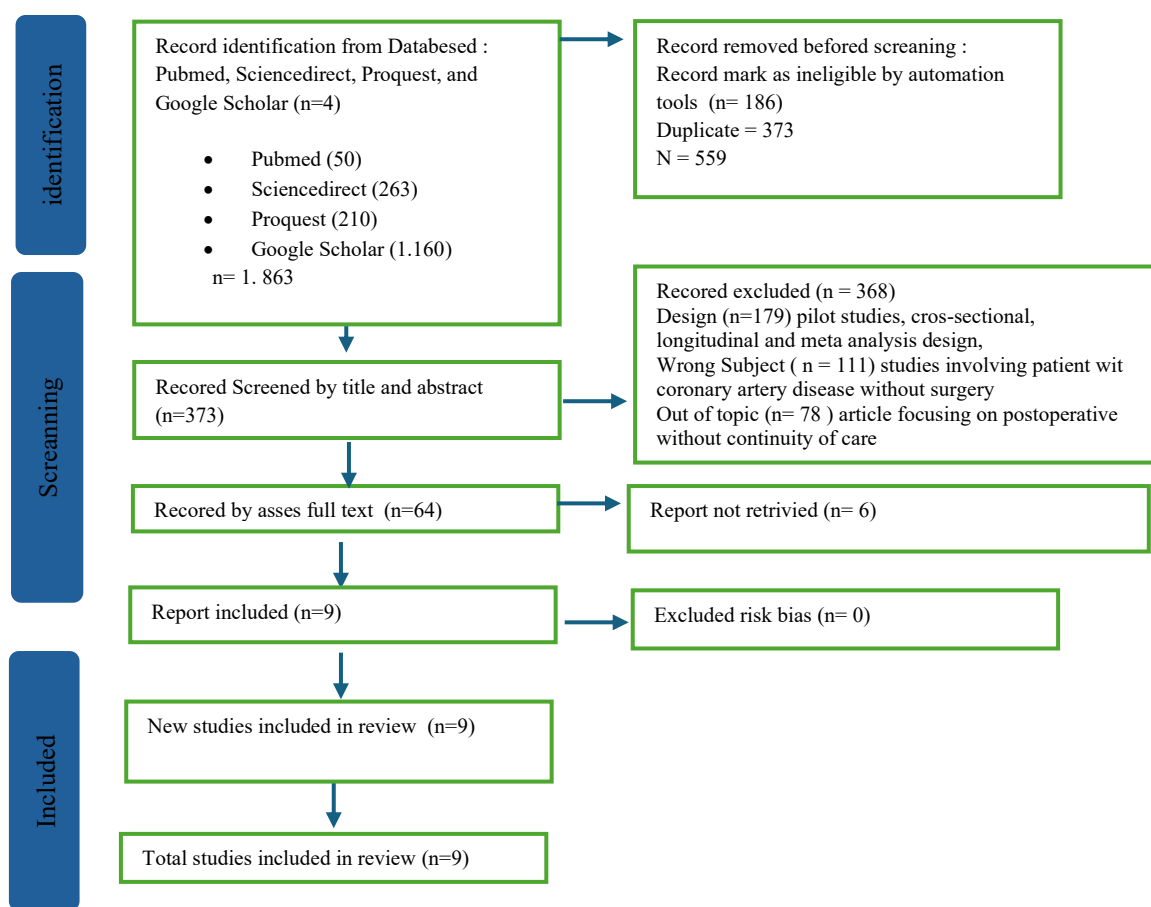 identification
Record identification from Databesed :
Pubmed, Sciencedirect, Proquest, and
Google Scholar (n=4)
• Pubmed (50)
• Sciencedirect (263)
• Proquest (210)
• Google Scholar (1.160)
n= 1. 863
Record removed befored screaning :
Record mark as ineligible by automation
tools (n= 186)
Duplicate = 373
N = 559
Screanning
Recored Screened by title and abstract
(n=373)
Recored excluded (n = 368)
Design (n=179) pilot studies, cros-sectional,
longitudinal and meta analysis design,
Wrong Subject ( n = 111) studies involving patient wit
coronary artery disease without surgery
Out of topic (n= 78 ) article focusing on postoperative
without continuity of care
Recored by asses full text (n=64)
Report not retrivied (n= 6)
Report included (n=9)
Excluded risk bias (n= 0)
Included
New studies included in review (n=9)
Total studies included in review (n=9)